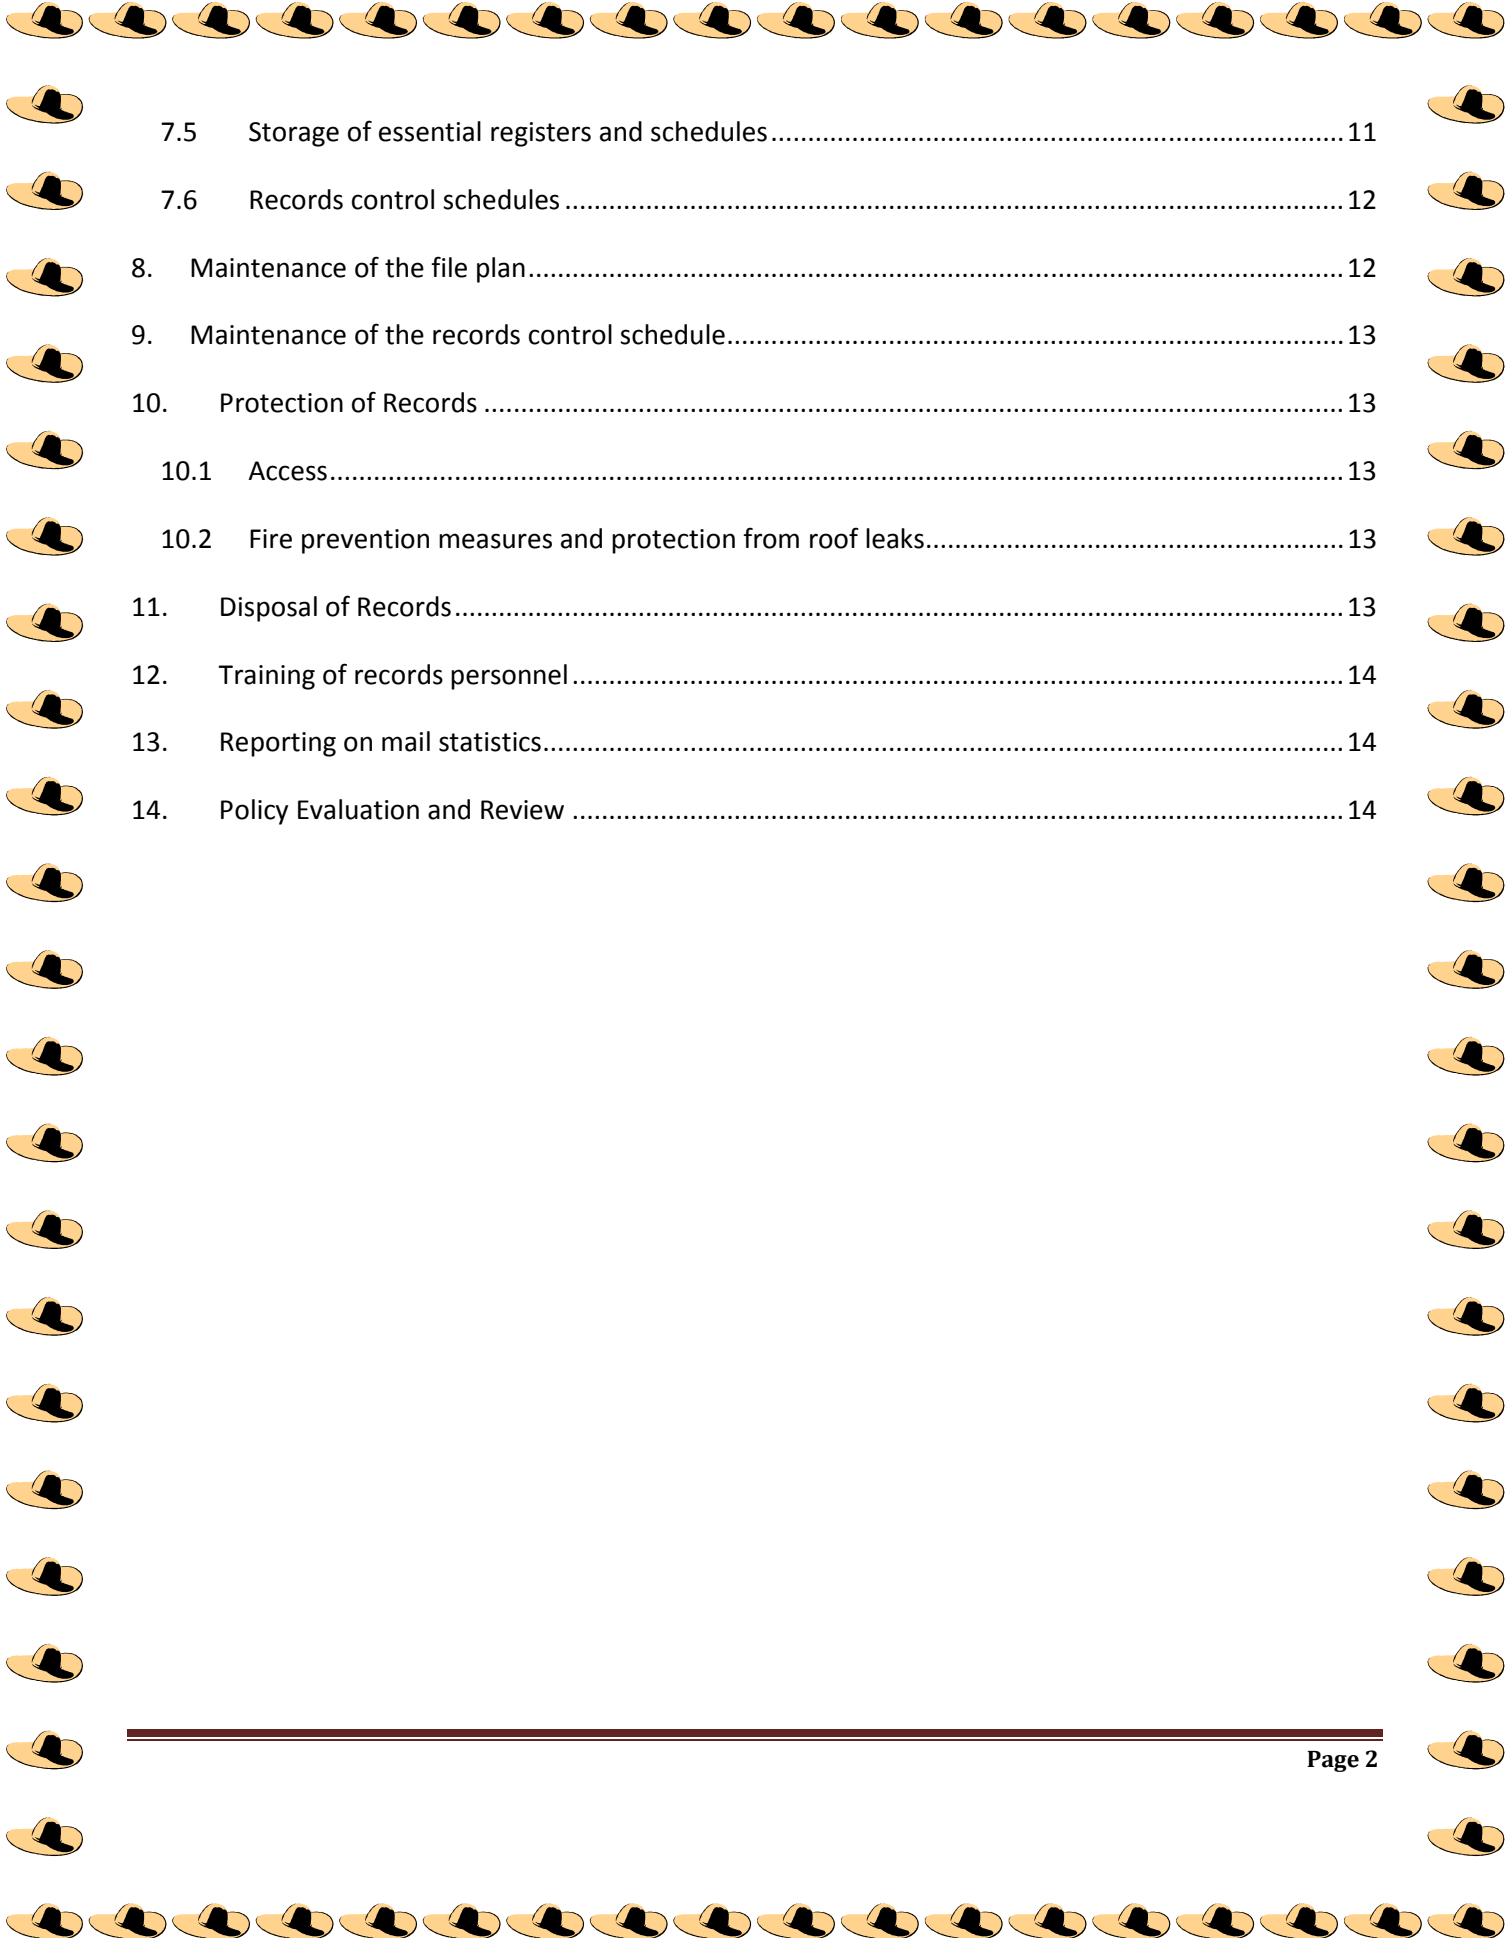 7.5 Storage of essential registers and schedules 11
7.6 Records control schedules 12
8. Maintenance of the file plan 12
9. Maintenance of the records control schedule 13
10. Protection of Records 13
10.1 Access 13
10.2 Fire prevention measures and protection from roof leaks 13
11. Disposal of Records 13
12. Training of records personnel 14
13. Reporting on mail statistics 14
14. Policy Evaluation and Review 14
Page 2